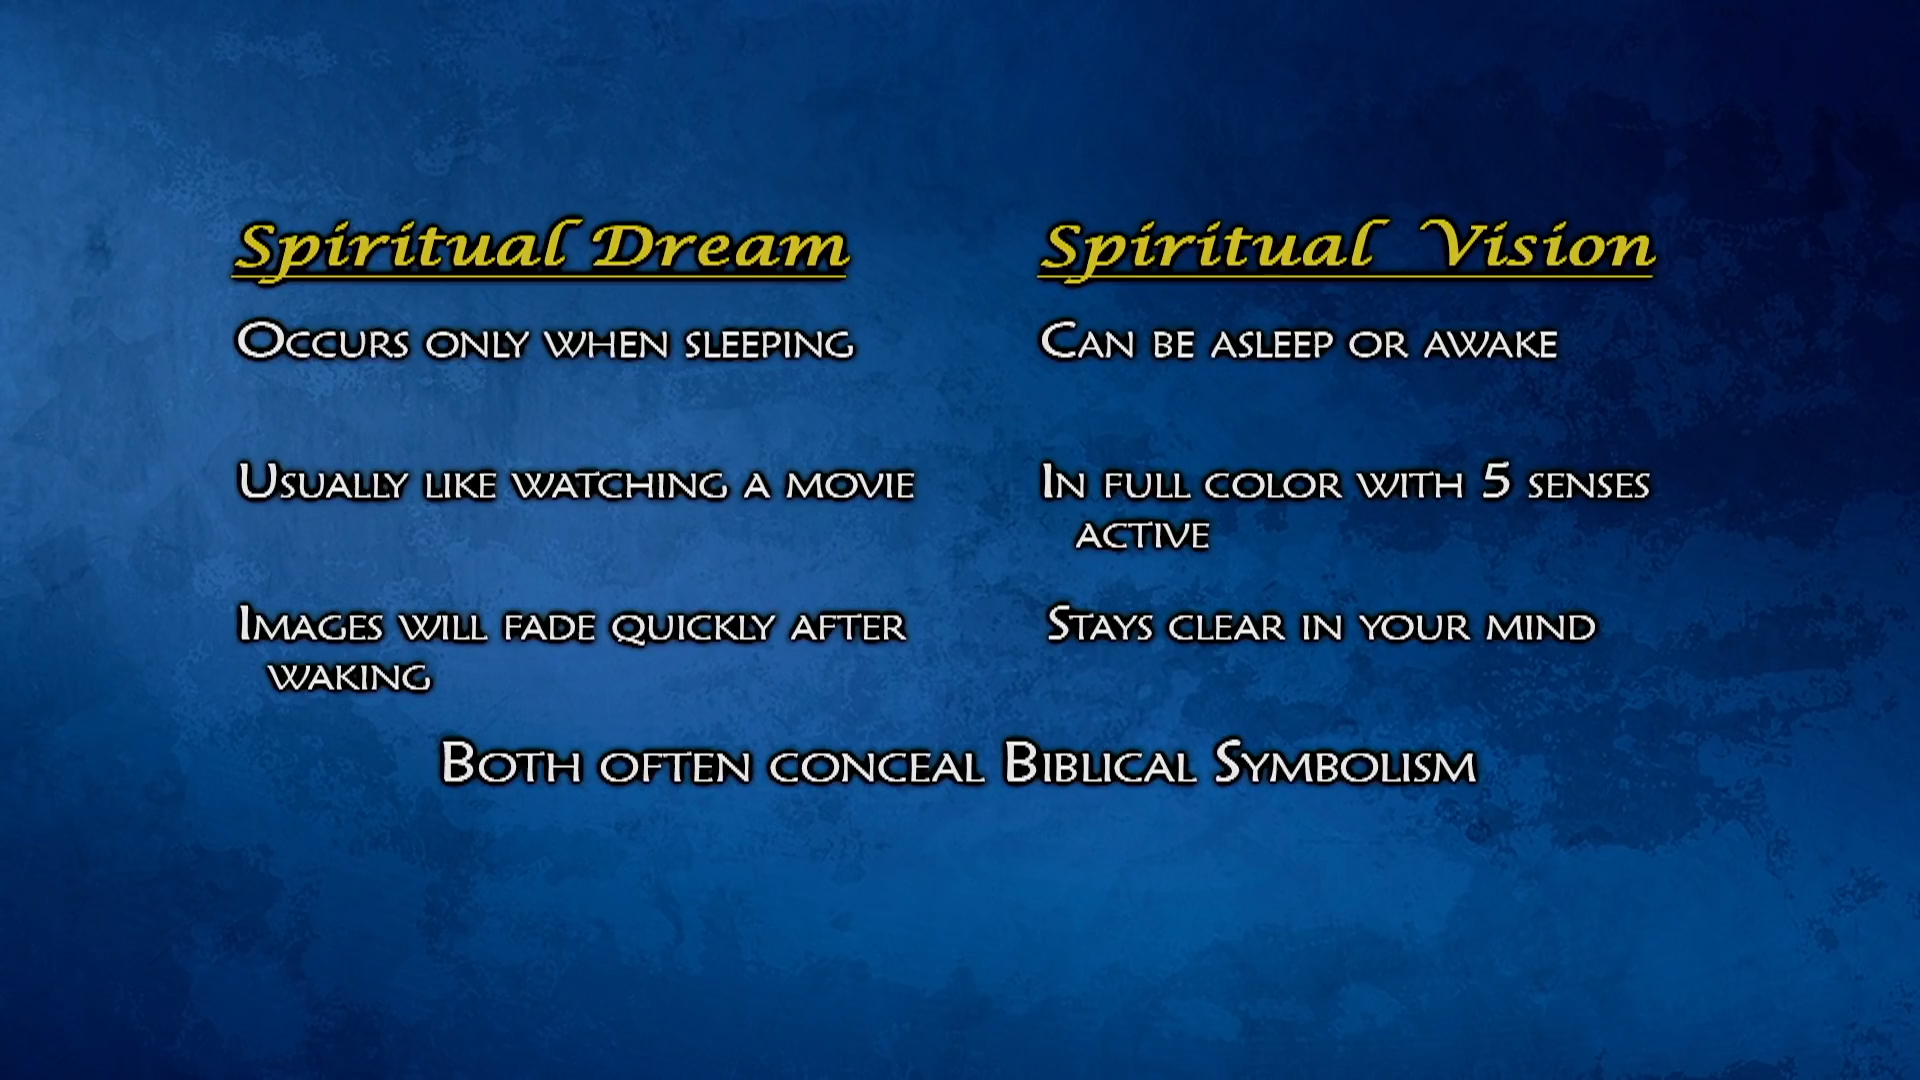 Spiritual Dream
Occurs only when sleeping
Usually like watching a movie
Images will fade quickly after
waking
Spiritual Vision
Can be asleep or awake
In full color with 5 senses
active
Stays clear in your mind
Both often conceal Biblical Symbolism